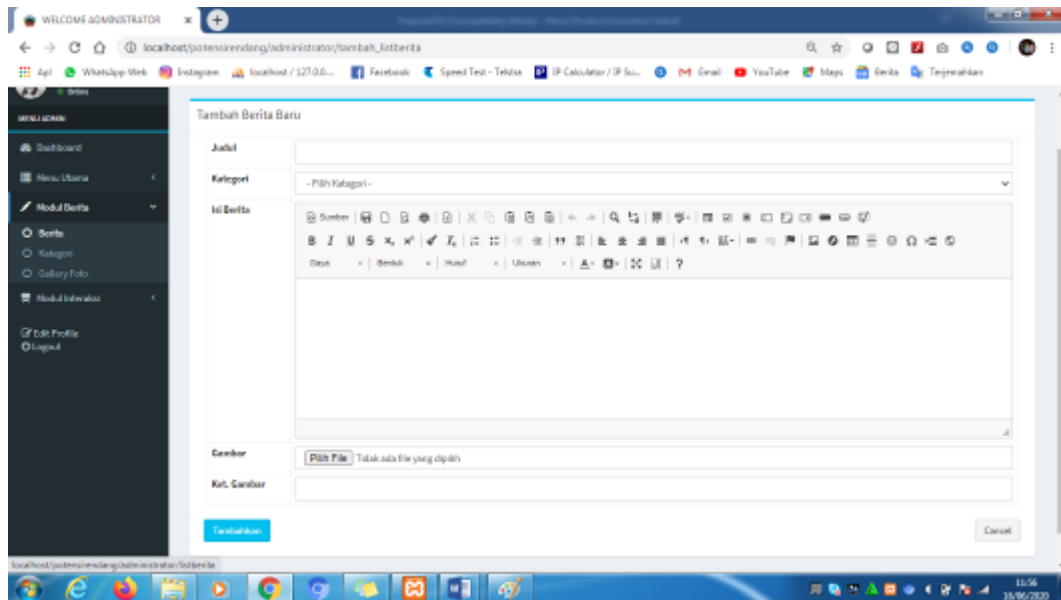 WELCOME ADMINISTRATOR
localhost/potensirendang/administrator/tambah_listberita
Apl WhatsApp Web Instagram localhost / 127.0.0... Facebook Speed Test - Telstra IP Calculator / IP Su... Gmail YouTube Maps Berita Terjemahkan
Online
MENU ADMIN
Dashboard
Menu Utama
Modul Berita
Berita
Kategori
Gallery Foto
Modul Interaksi
Edit Profile
Logout
Tambah Berita Baru
Judul
Kategori
- Pilih Kategori -
Isi Berita
Sumber
Gaya Bentuk Huruf Ukuran
Gambar
Pilih File Tidak ada file yang dipilih
Ket. Gambar
Tambahkan
Cancel
localhost/potensirendang/administrator/listberita
11:56
16/06/2020